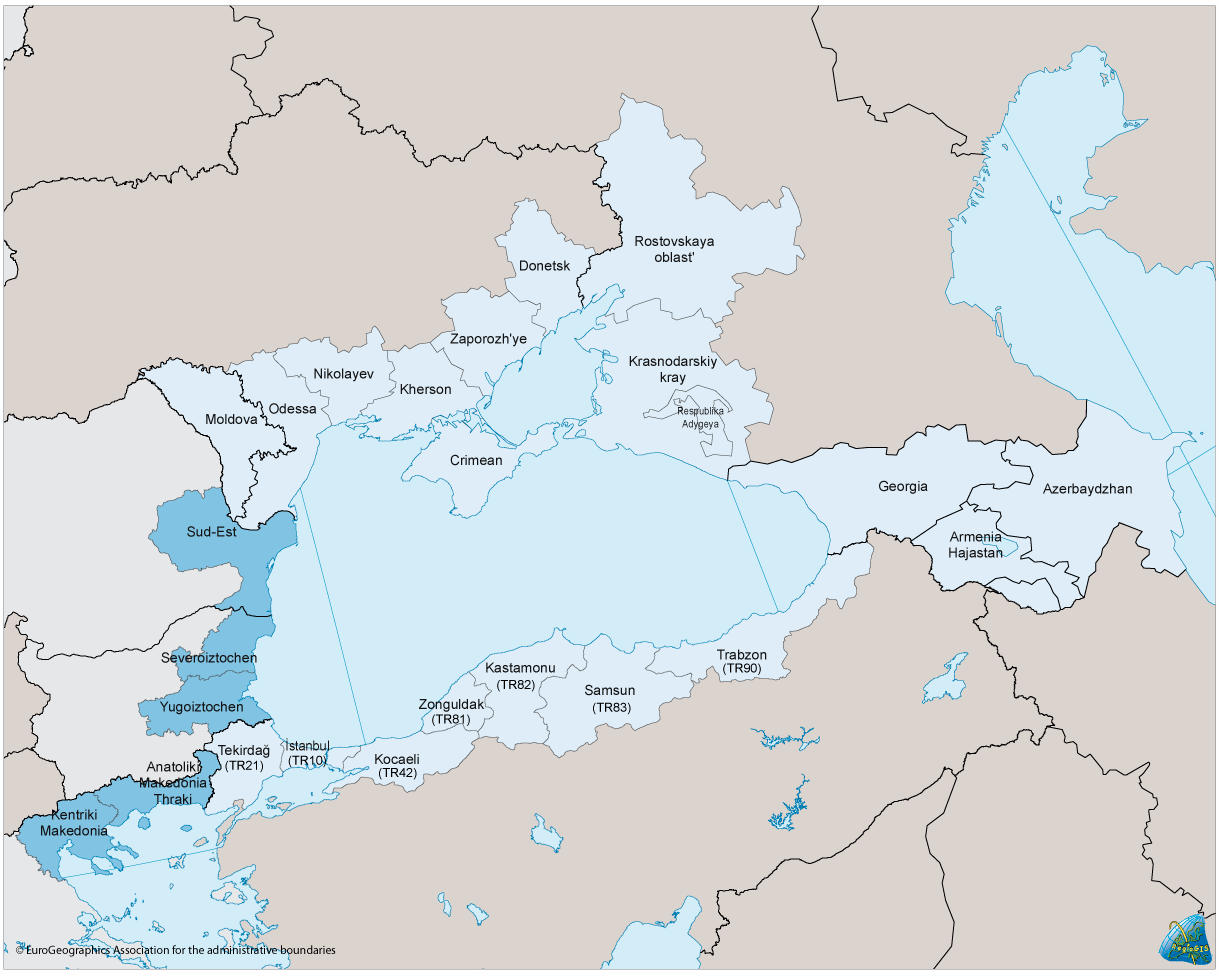 Rostovskaya
oblast'
Donetsk
Zaporozh'ye
Krasnodarskiy
kray
Nikolayev
Kherson
Odessa
Moldova
Respublika
Adygeya
Crimean
Georgia
Azerbaydzhan
Sud-Est
Armenia
Hajastan
Severoiztochen
Trabzon
(TR90)
Kastamonu
(TR82)
Samsun
(TR83)
Yugoiztochen
Zonguldak
(TR81)
Tekirdağ
(TR21)
İstanbul
(TR10)
Kocaeli
(TR42)
Anatoliki
Makedonia
Thraki
Kentriki
Makedonia
© EuroGeographics Association for the administrative boundaries
RegioGIS